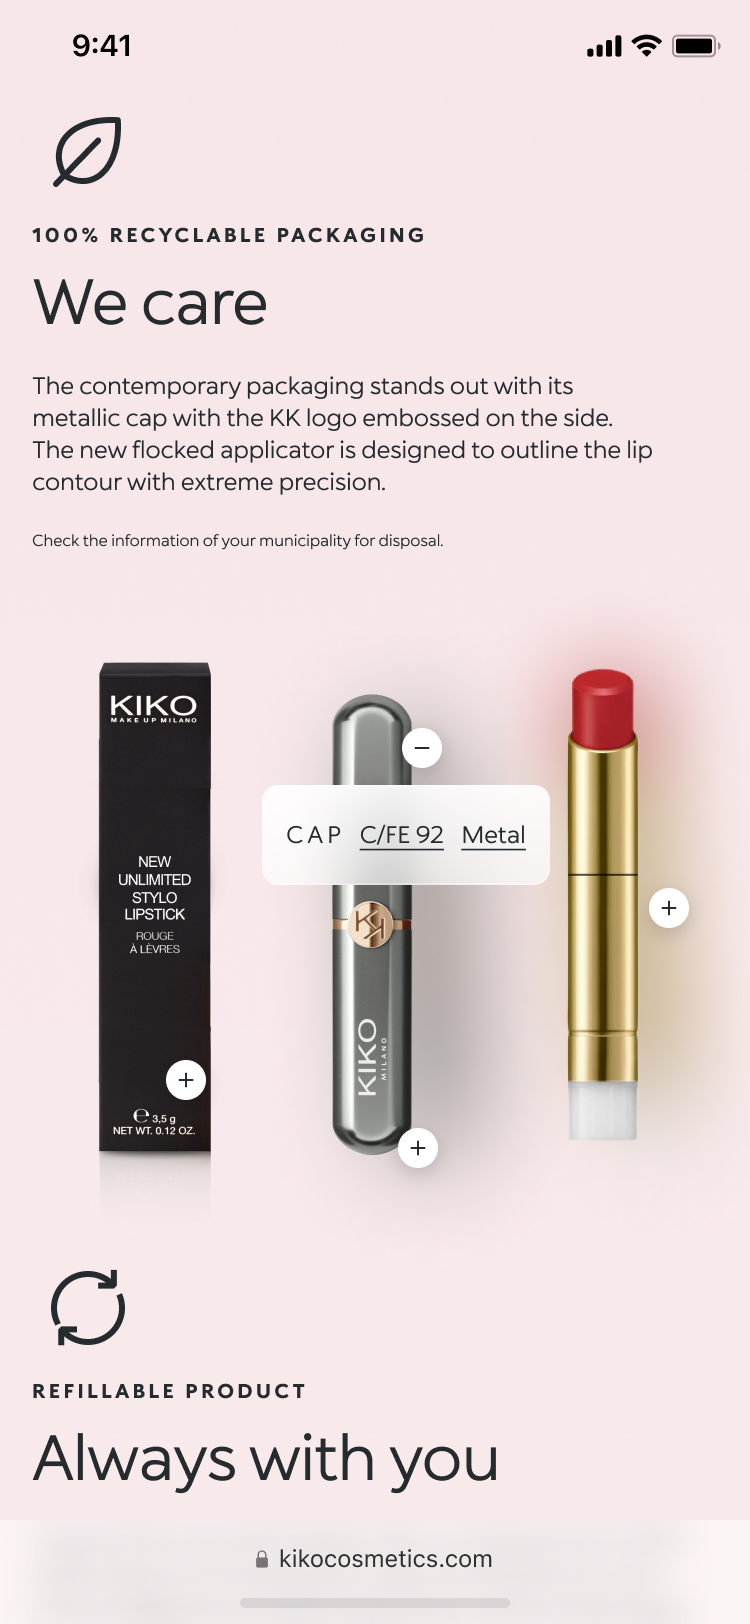 9:41
100% RECYCLABLE PACKAGING
We care
The contemporary packaging stands out with its
metallic cap with the KK logo embossed on the side.
The new flocked applicator is designed to outline the lip
contour with extreme precision.
Check the information of your municipality for disposal.
KIKO
MAKE UP MILANO
NEW
UNLIMITED
STYLO
LIPSTICK
ROUGE
À LÈVRES
℮ 3,5 g
NET WT. 0.12 OZ.
CAP C/FE 92 Metal
KK
KIKO
MILANO
REFILLABLE PRODUCT
Always with you
kikocosmetics.com